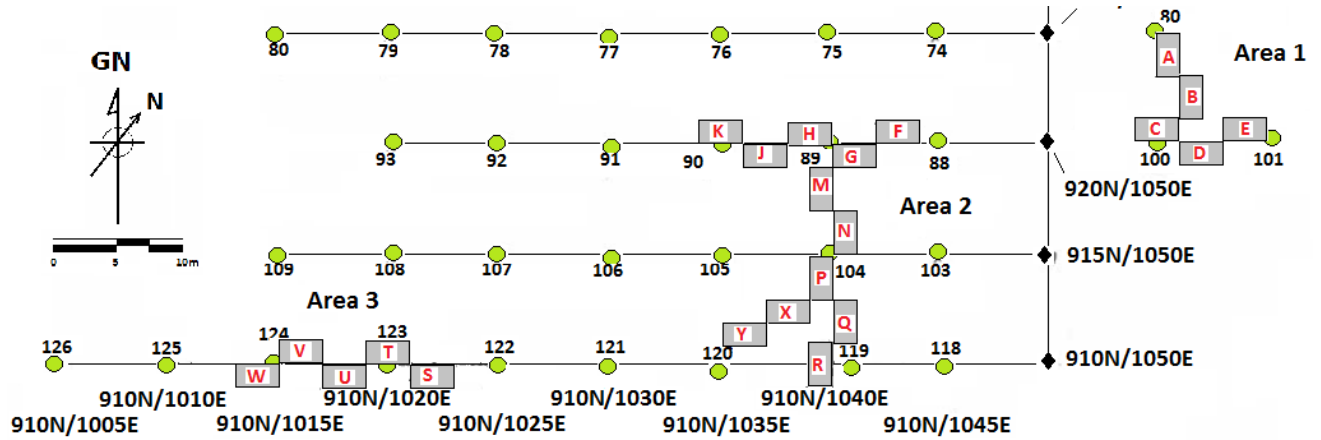 80
Area 1
A
80 79 78 77 76 75 74
GN
N
B
K H F
C E
J 89 G
D
93 92 91 90 88
100 101
M
920N/1050E
Area 2
N
109 108 107 106 105 104 103
915N/1050E
0 5 10m
P
Area 3
X
Q
Y
124 123
126 125 V T 122 121 120 R 119 118
910N/1050E
W U S
910N/1010E 910N/1020E 910N/1030E 910N/1040E
910N/1005E 910N/1015E 910N/1025E 910N/1035E 910N/1045E